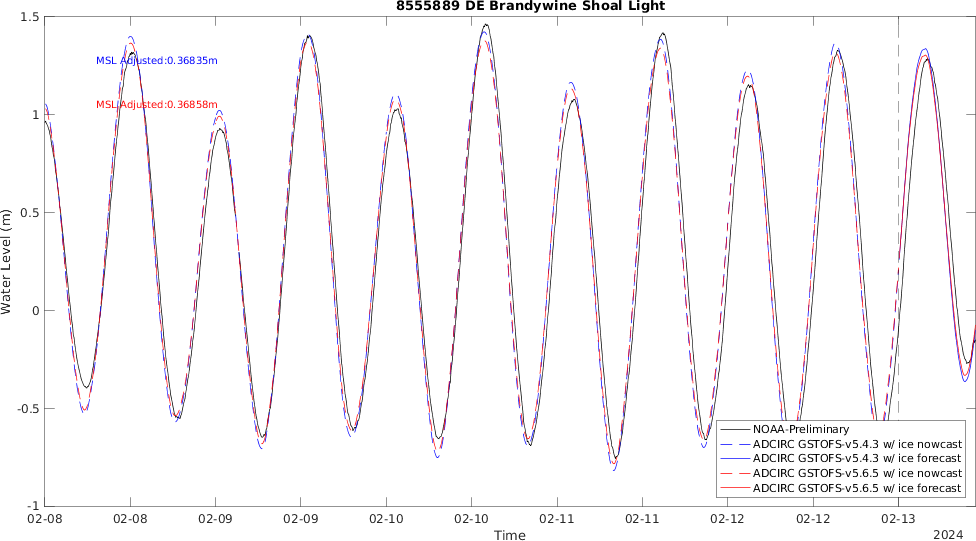 8555889 DE Brandywine Shoal Light
1.5
MSL Adjusted:0.36835m
MSL Adjusted:0.36858m
1
0.5
Water Level (m)
0
-0.5
-1
NOAA-Preliminary
ADCIRC GSTOFS-v5.4.3 w/ ice nowcast
ADCIRC GSTOFS-v5.4.3 w/ ice forecast
ADCIRC GSTOFS-v5.6.5 w/ ice nowcast
ADCIRC GSTOFS-v5.6.5 w/ ice forecast
02-08 02-08 02-09 02-09 02-10 02-10 02-11 02-11 02-12 02-12 02-13
Time
2024